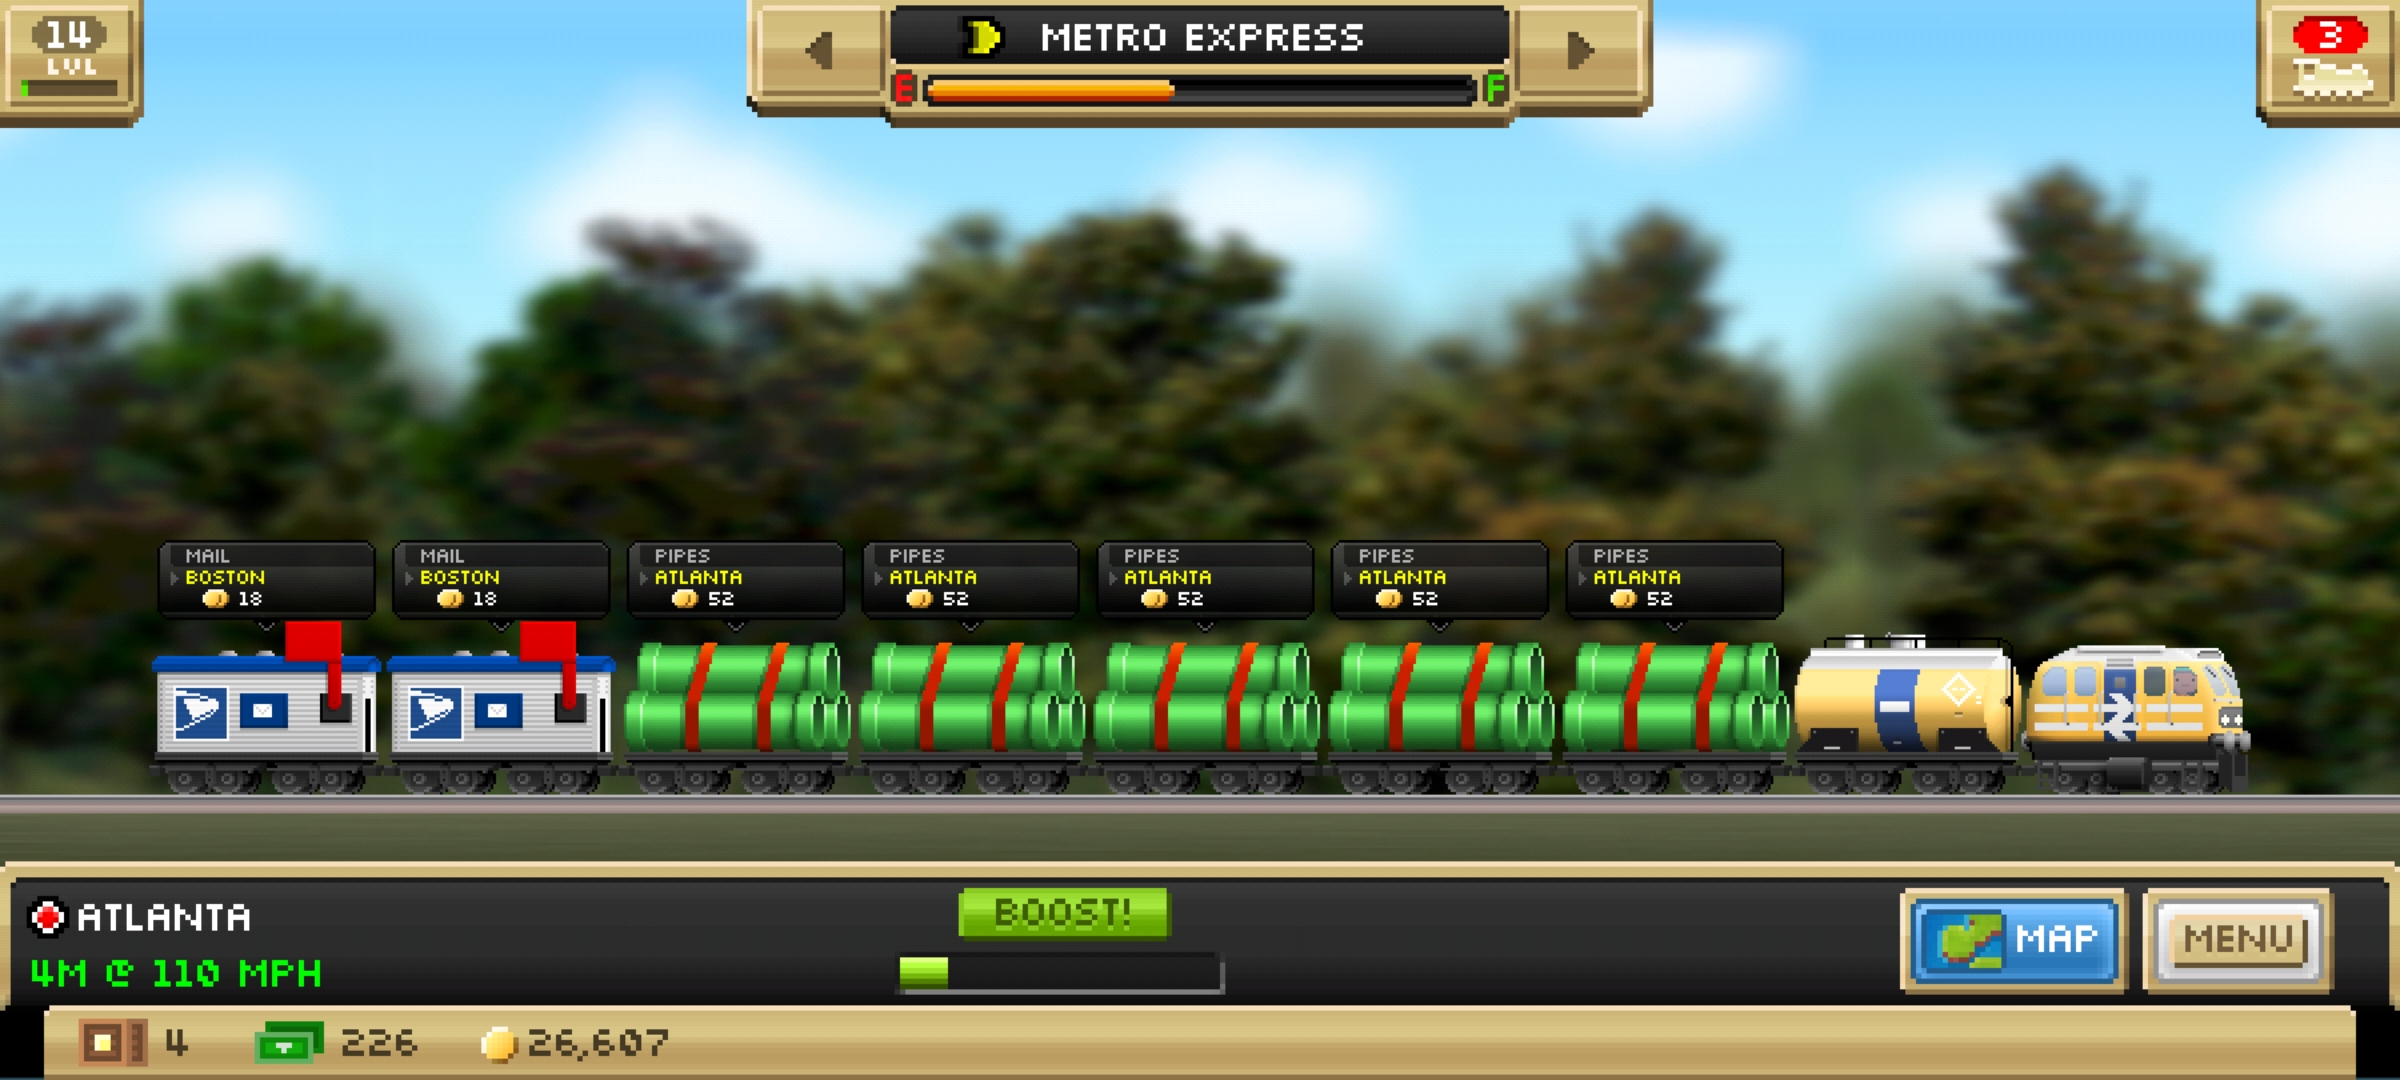 14
LVL
METRO EXPRESS
E F
3
MAIL
BOSTON
18
MAIL
BOSTON
18
PIPES
ATLANTA
52
PIPES
ATLANTA
52
PIPES
ATLANTA
52
PIPES
ATLANTA
52
PIPES
ATLANTA
52
ATLANTA
4M @ 110 MPH
BOOST!
MAP
MENU
4
226
26,607